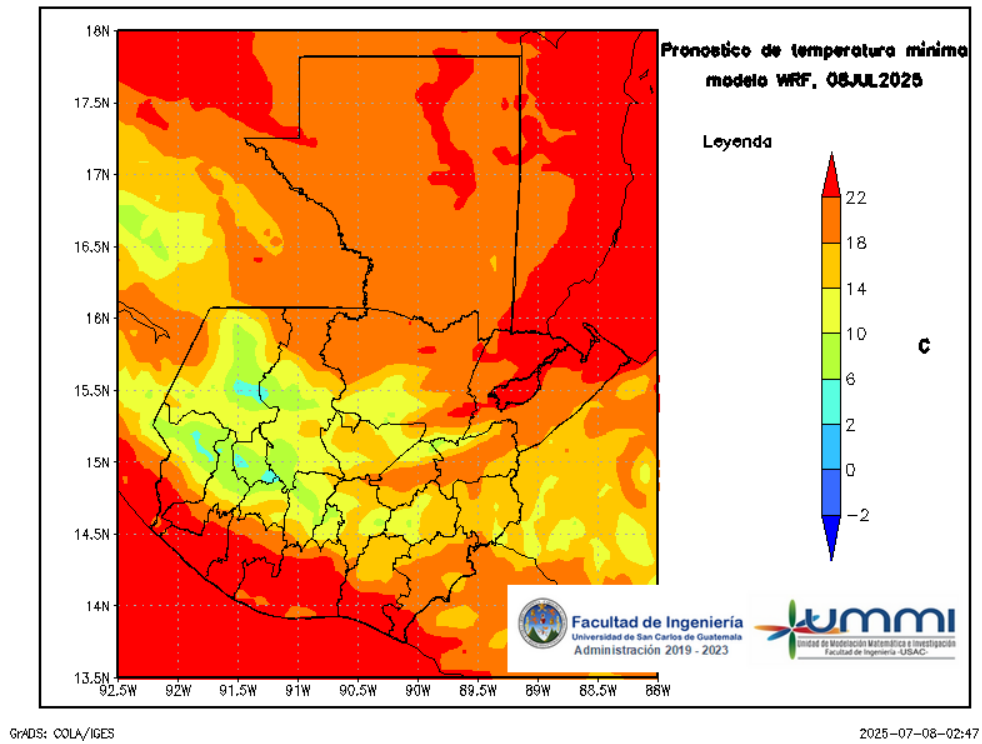 Pronostico de temperatura minima
modelo WRF,
Leyenda
22
18
14
10
6
2
0
−2
C
18N
17.5N
17N
16.5N
16N
15.5N
15N
14.5N
14N
13.5N
92.5W 92W 91.5W 91W 90.5W 90W 89.5W 89W 88.5W 88W
Facultad de Ingeniería
Universidad de San Carlos de Guatemala
Administración 2019 - 2023
ummi
Unidad de Modelación Matemática e Investigación
Facultad de Ingeniería -USAC-
GrADS: COLA/IGES
2025-07-08-02:47